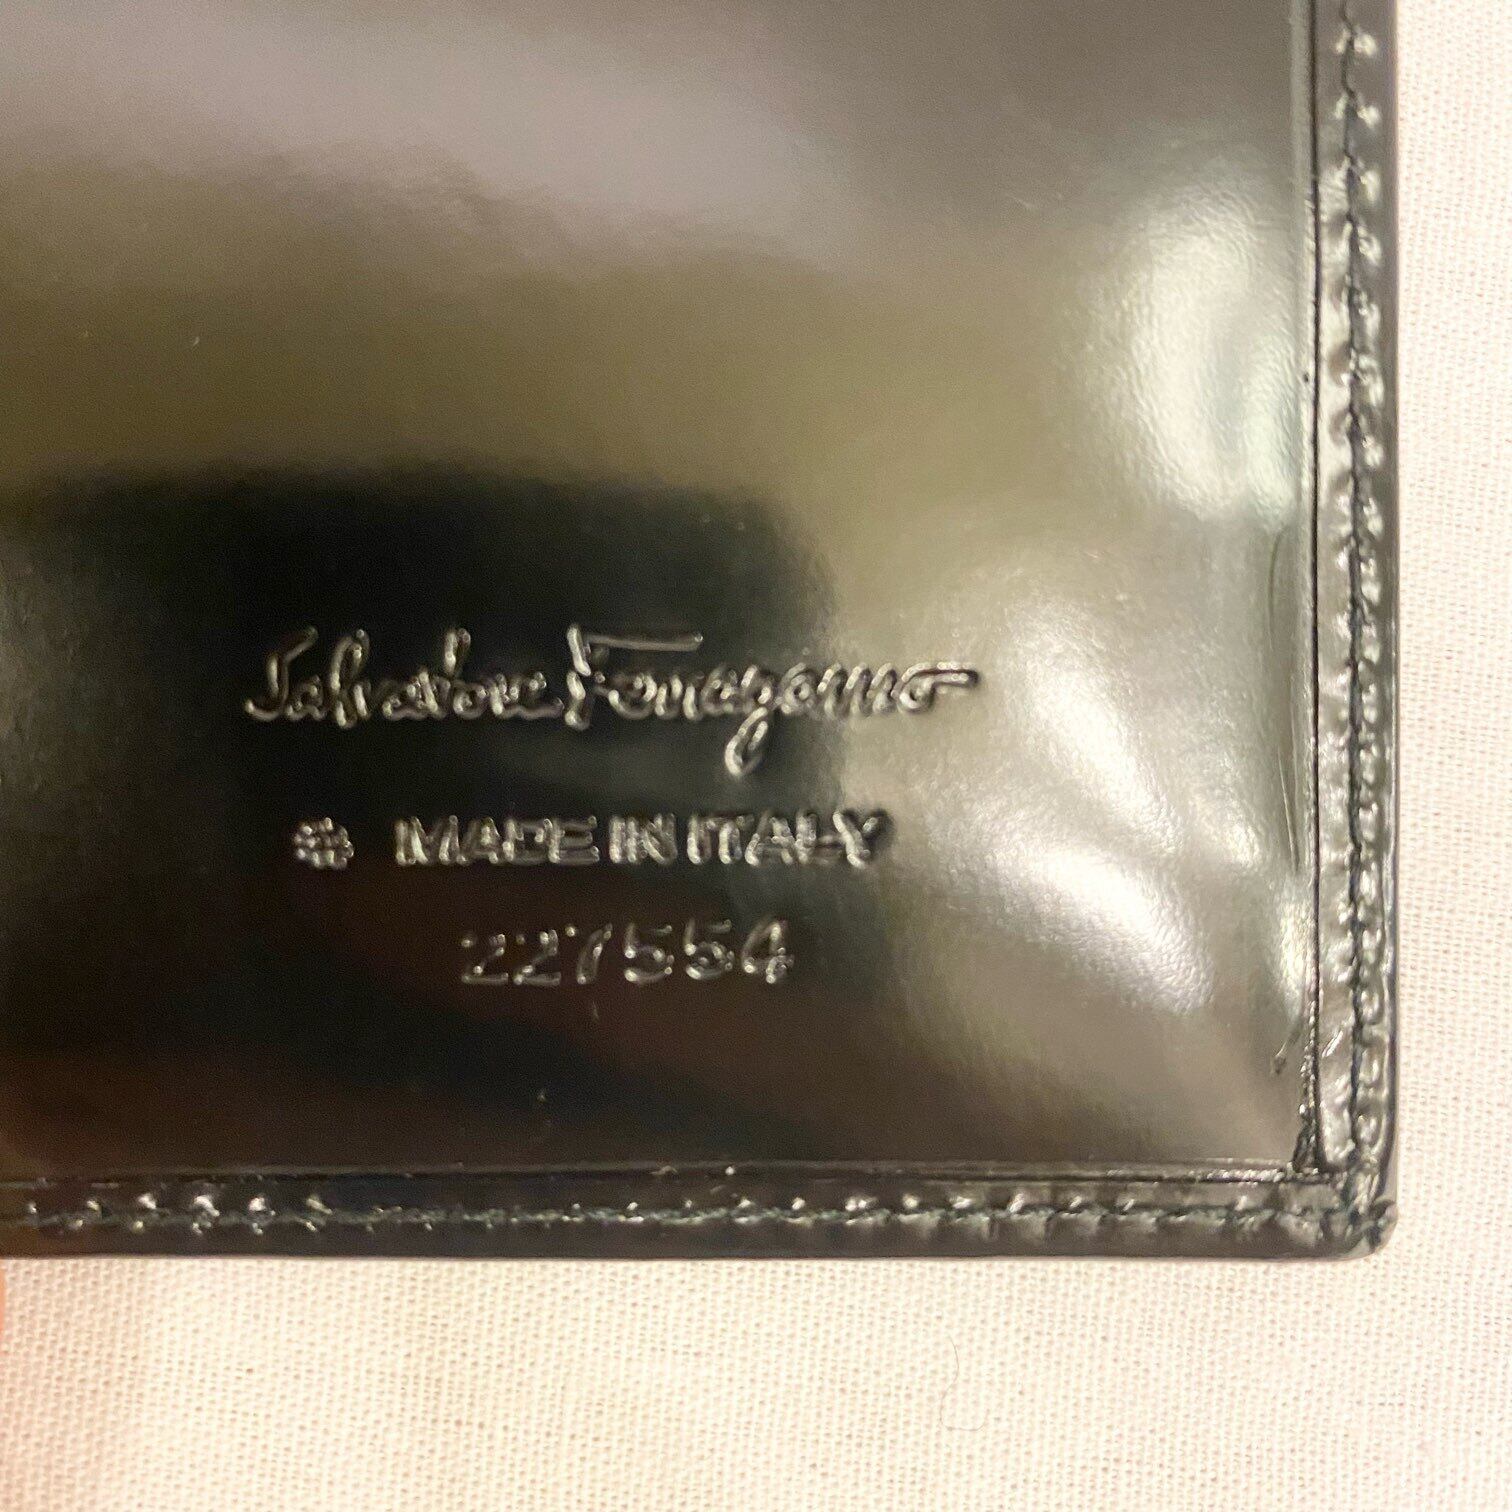 Salvatore Ferragamo
MADE IN ITALY
227554